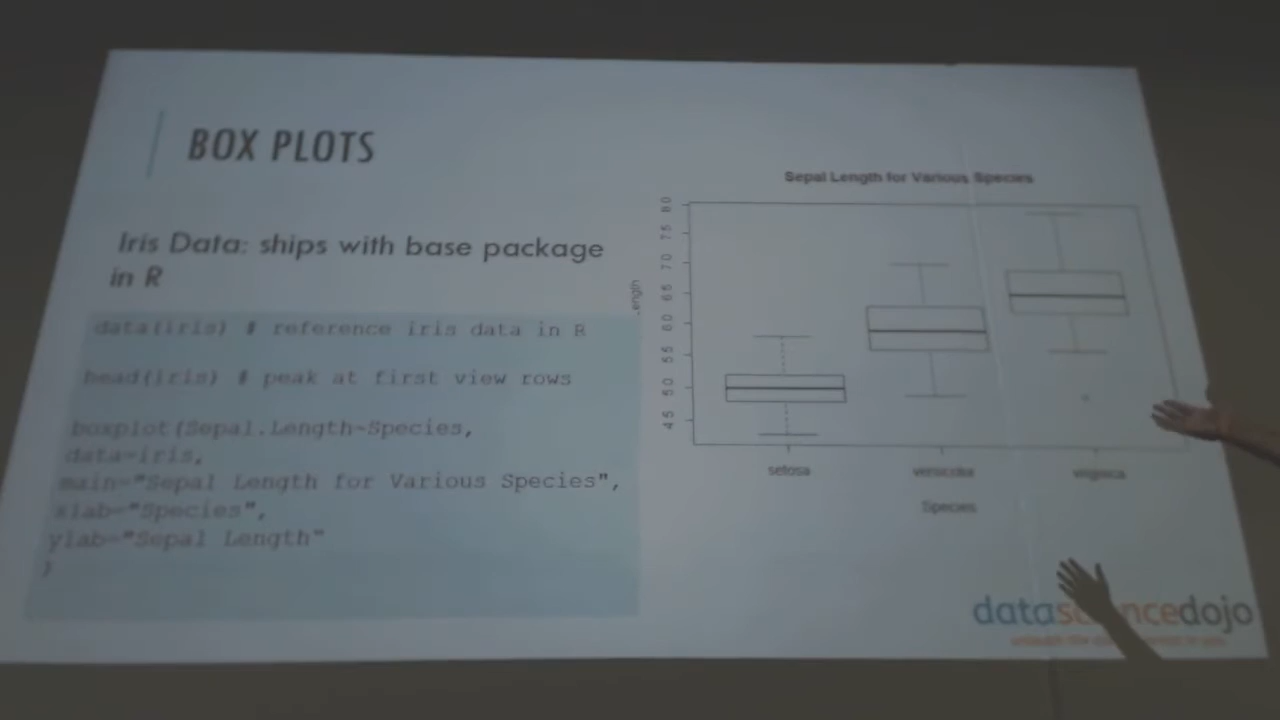 BOX PLOTS
Iris Data: ships with base package
in R
data(iris) # reference iris data in R
head(iris) # peak at first view rows
boxplot(Sepal.Length~Species,
data=iris,
main="Sepal Length for Various Species",
xlab="Species",
ylab="Sepal Length"
)
Sepal Length for Various Species
80
75
70
65
60
55
50
45
Length
setosa versicolor virginica
Species
datasciencedojo